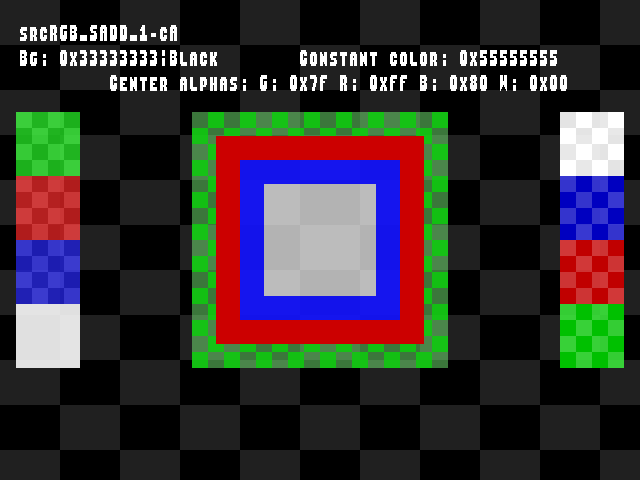 srcRGB_SADD_1-cA
Bg: 0x33333333¦Black Constant color: 0x55555555
Center alphas: G: 0x7F R: 0xFF B: 0x80 W: 0x00